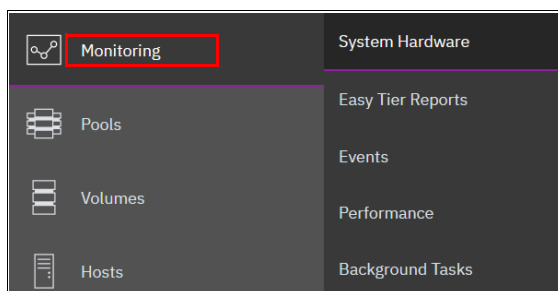 Monitoring
Pools
Volumes
Hosts
System Hardware
Easy Tier Reports
Events
Performance
Background Tasks